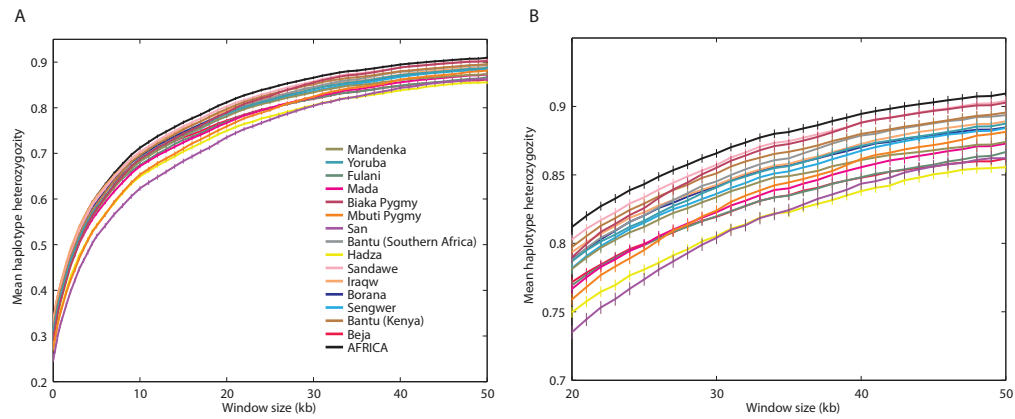 A
Mean haplotype heterozygozity
0.9
0.8
0.7
0.6
0.5
0.4
0.3
0.2
0
10
20
30
40
50
Window size (kb)
Mandenka
Yoruba
Fulani
Mada
Biaka Pygmy
Mbuti Pygmy
San
Bantu (Southern Africa)
Hadza
Sandawe
Iraqw
Borana
Sengwer
Bantu (Kenya)
Beja
AFRICA
B
Mean haplotype heterozygozity
0.9
0.85
0.8
0.75
0.7
20
30
40
50
Window size (kb)